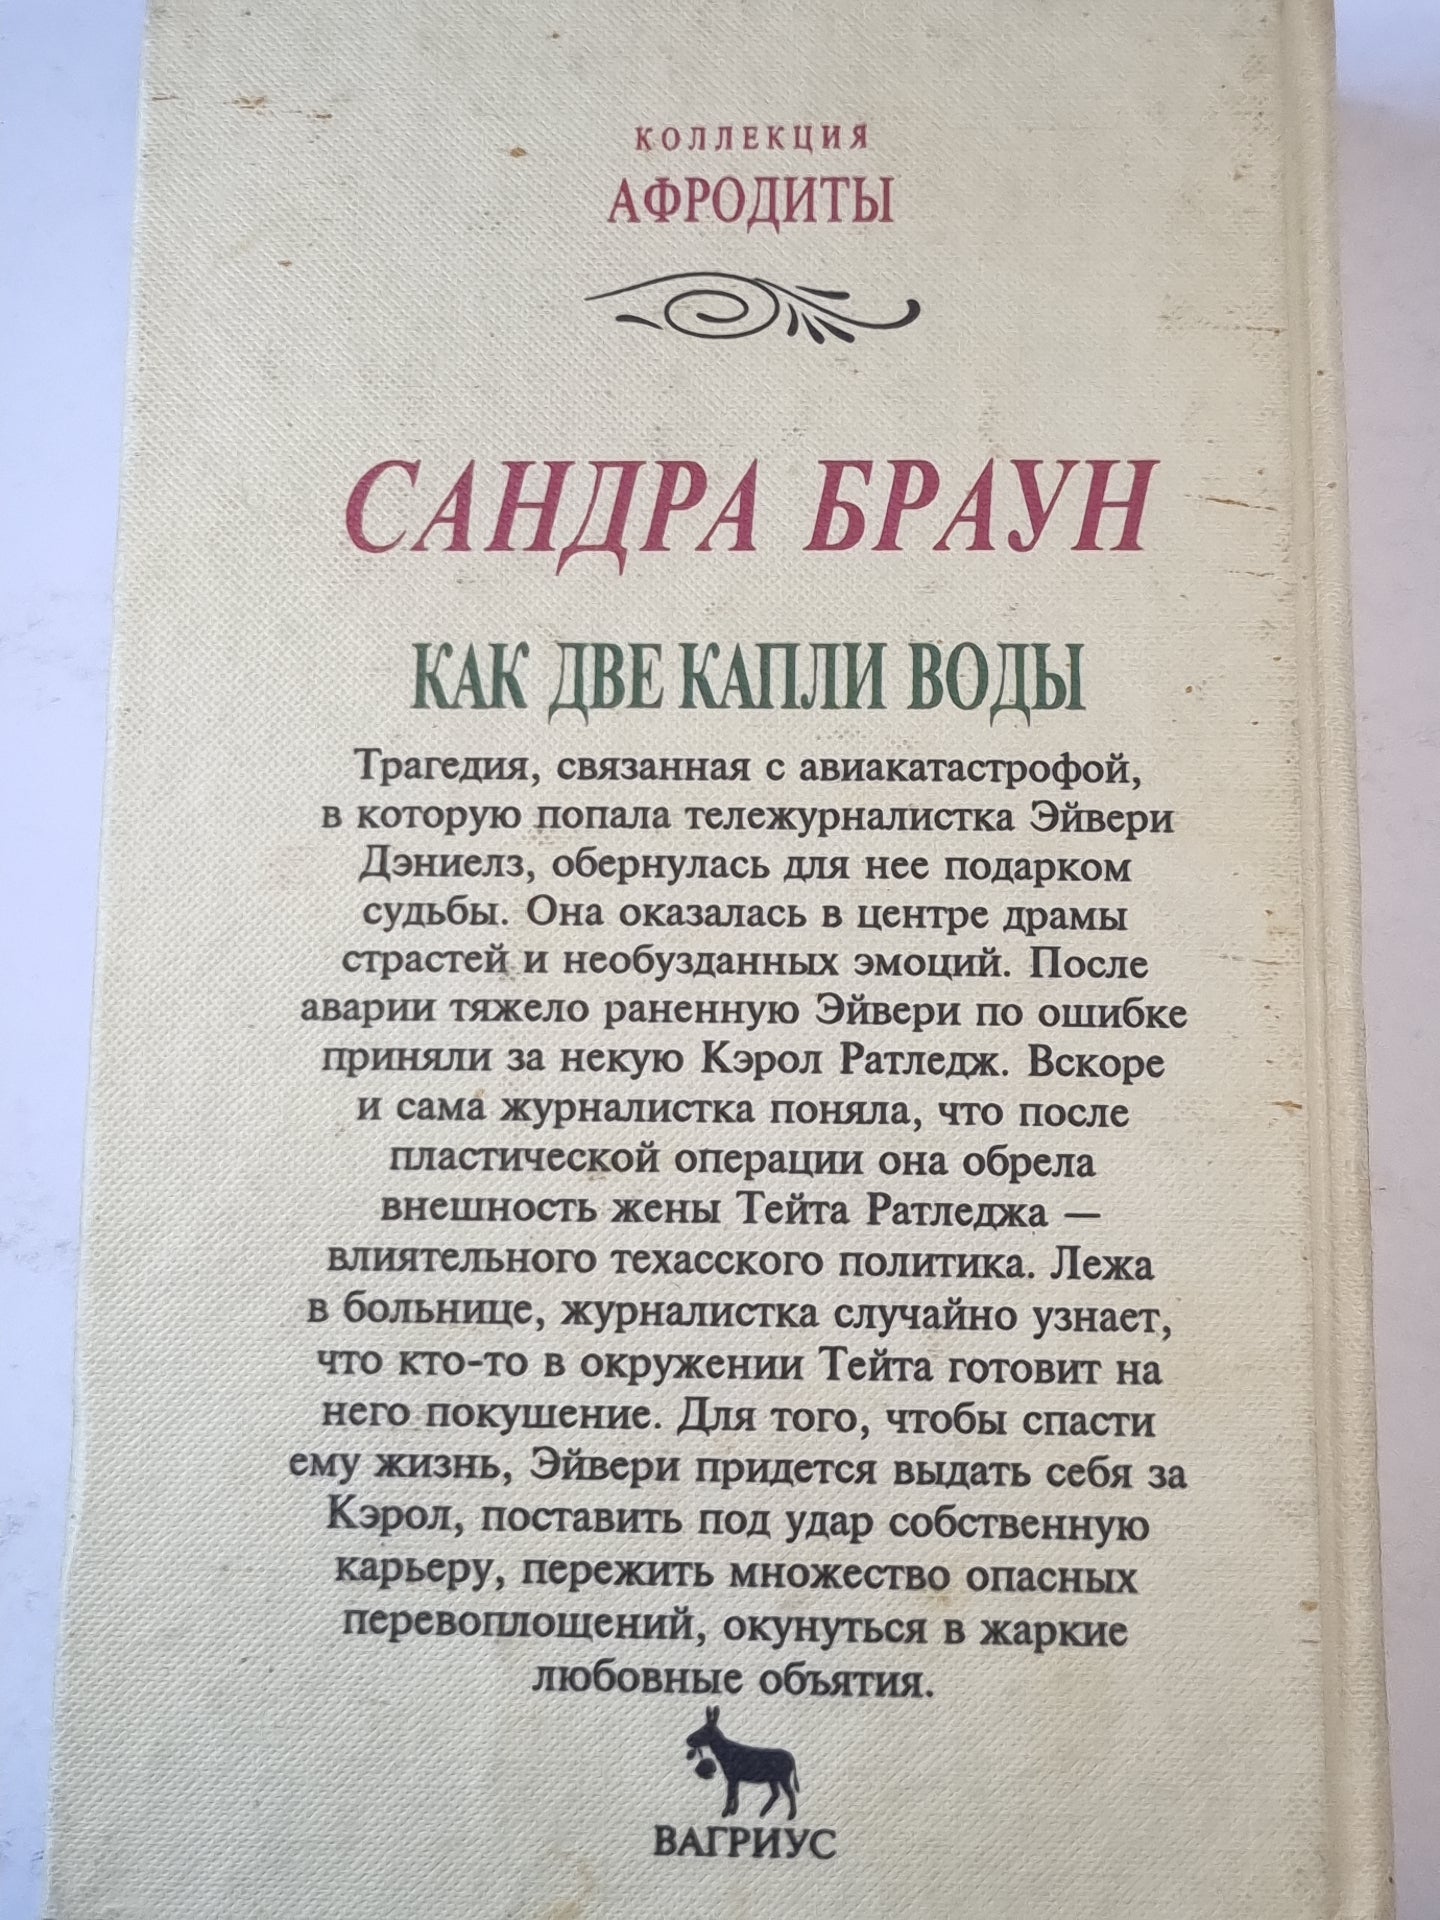 КОЛЛЕКЦИЯ
АФРОДИТЫ
САНДРА БРАУН
КАК ДВЕ КАПЛИ ВОДЫ
Трагедия, связанная с авиакатастрофой,
в которую попала тележурналистка Эйвери
Дэниелз, обернулась для нее подарком
судьбы. Она оказалась в центре драмы
страстей и необузданных эмоций. После
аварии тяжело раненную Эйвери по ошибке
приняли за некую Кэрол Ратледж. Вскоре
и сама журналистка поняла, что после
пластической операции она обрела
внешность жены Тейта Ратледжа —
влиятельного техасского политика. Лежа
в больнице, журналистка случайно узнает,
что кто-то в окружении Тейта готовит на
него покушение. Для того, чтобы спасти
ему жизнь, Эйвери придется выдать себя за
Кэрол, поставить под удар собственную
карьеру, пережить множество опасных
перевоплощений, окунуться в жаркие
любовные объятия.
ВАГРИУС